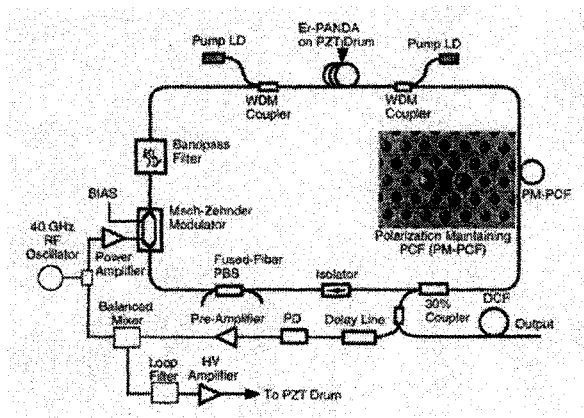 Er-PANDA
on PZT Drum
Pump LD
Pump LD
WDM
Coupler
WDM
Coupler
Bandpass
Filter
PM-PCF
BIAS
Mach-Zehnder
Modulator
Polarization Maintaining
PCF (PM-PCF)
40 GHz
RF
Oscillator
Power
Amplifier
Fused-Fiber
PBS
Isolator
30%
Coupler
DCF
Output
Balanced
Mixer
Pre-Amplifier
PD
Delay Line
Loop
Filter
HV
Amplifier
To PZT Drum